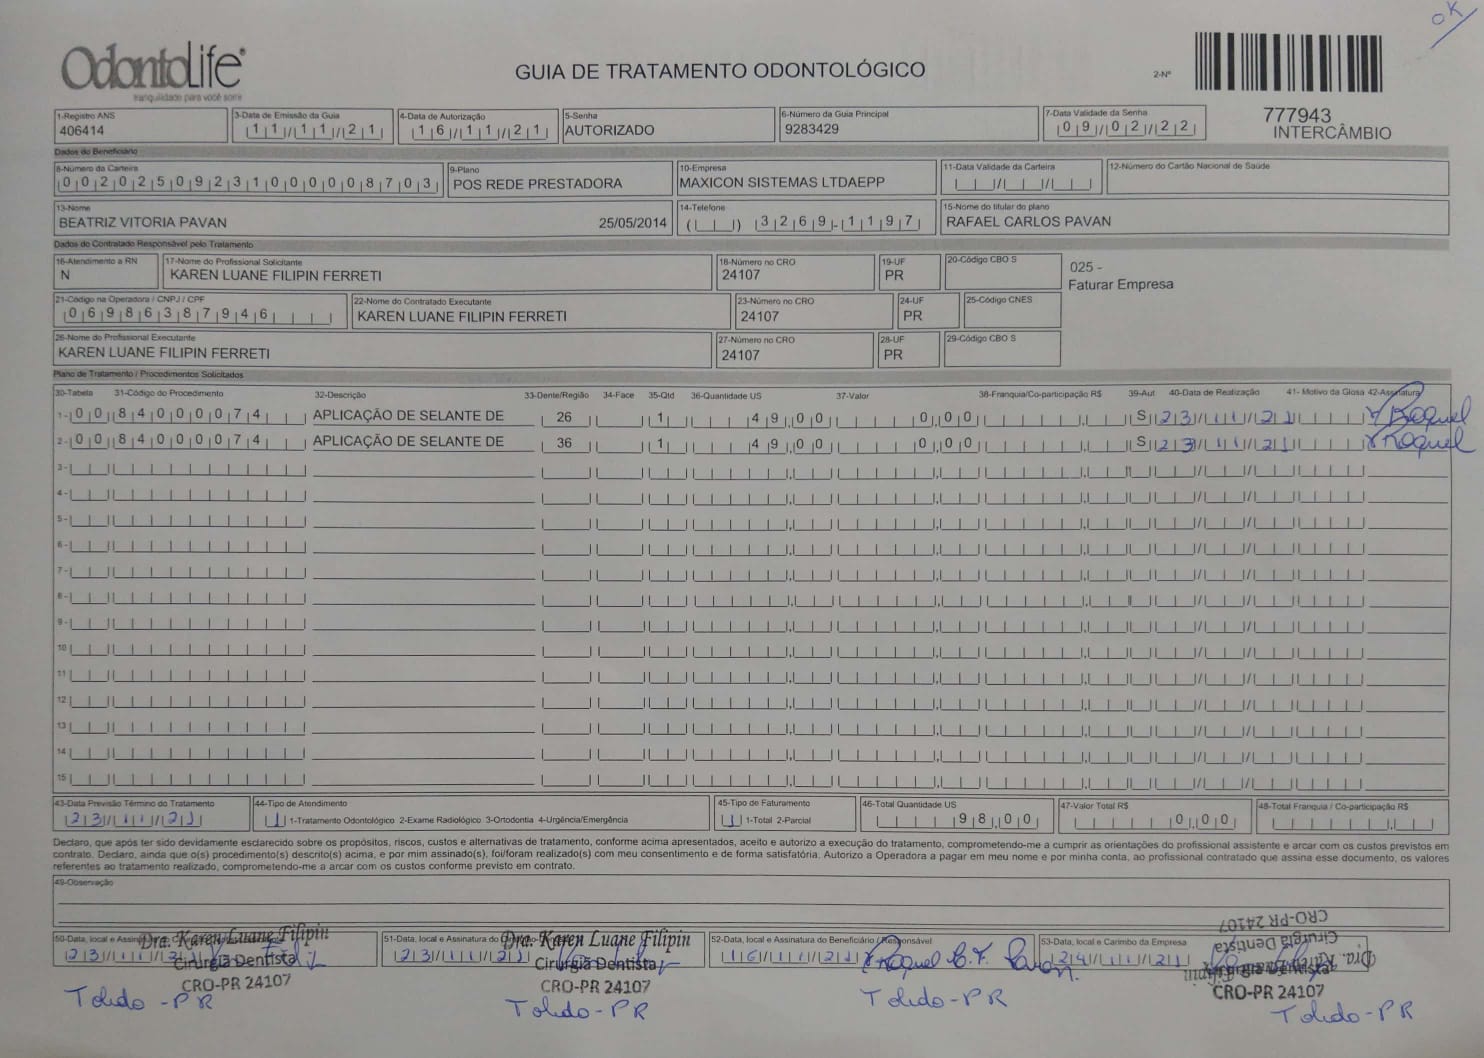 OK
OdontoLife®
tranquilidade para você sorrir
GUIA DE TRATAMENTO ODONTOLÓGICO
2-Nº
777943
INTERCÂMBIO
1-Registro ANS 3-Data de Emissão da Guia 4-Data de Autorização 5-Senha 6-Número da Guia Principal 7-Data Validade da Senha
406414 11/11/21 16/11/21 AUTORIZADO 9283429 09/02/22
Dados do Beneficiário
8-Número da Carteira 9-Plano 10-Empresa 11-Data Validade da Carteira 12-Número do Cartão Nacional de Saúde
00202509231000008703 POS REDE PRESTADORA MAXICON SISTEMAS LTDAEPP
13-Nome 14-Telefone 15-Nome do titular do plano
BEATRIZ VITORIA PAVAN 25/05/2014 ( ) 3269-1197 RAFAEL CARLOS PAVAN
Dados do Contratado Responsável pelo Tratamento
16-Atendimento a RN 17-Nome do Profissional Solicitante 18-Número no CRO 19-UF 20-Código CBO S
N KAREN LUANE FILIPIN FERRETI 24107 PR
025 -
Faturar Empresa
21-Código na Operadora / CNPJ / CPF 22-Nome do Contratado Executante 23-Número no CRO 24-UF 25-Código CNES
06986387946 KAREN LUANE FILIPIN FERRETI 24107 PR
26-Nome do Profissional Executante 27-Número no CRO 28-UF 29-Código CBO S
KAREN LUANE FILIPIN FERRETI 24107 PR
Plano de Tratamento / Procedimentos Solicitados
30-Tabela 31-Código do Procedimento 32-Descrição 33-Dente/Região 34-Face 35-Qtd 36-Quantidade US 37-Valor 38-Franquia/Co-participação R$ 39-Aut 40-Data de Realização 41- Motivo da Glosa 42-Assinatura
1- 00 84000074 APLICAÇÃO DE SELANTE DE 26 1 49,00 0,00 S 23/11/21 Raquel
2- 00 84000074 APLICAÇÃO DE SELANTE DE 36 1 49,00 0,00 S 23/11/21 Raquel
3-
4-
5-
6-
7-
8-
9-
10
11
12
13
14
15
43-Data Previsão Término do Tratamento 44-Tipo de Atendimento 45-Tipo de Faturamento 46-Total Quantidade US 47-Valor Total R$ 48-Total Franquia / Co-participação R$
23/11/21 1 1-Tratamento Odontológico 2-Exame Radiológico 3-Ortodontia 4-Urgência/Emergência 1 1-Total 2-Parcial 98,00 0,00
Declaro, que após ter sido devidamente esclarecido sobre os propósitos, riscos, custos e alternativas de tratamento, conforme acima apresentados, aceito e autorizo a execução do tratamento, comprometendo-me a cumprir as orientações do profissional assistente e arcar com os custos previstos em
contrato. Declaro, ainda que o(s) procedimento(s) descrito(s) acima, e por mim assinado(s), foi/foram realizado(s) com meu consentimento e de forma satisfatória. Autorizo a Operadora a pagar em meu nome e por minha conta, ao profissional contratado que assina esse documento, os valores
referentes ao tratamento realizado, comprometendo-me a arcar com os custos conforme previsto em contrato.
49-Observação
50-Data, local e 51-Data, local e Assinatura do 52-Data, local e Assinatura do Beneficiário / Responsável 53-Data, local e Carimbo da Empresa
Dra. Karen Luane Filipin Dra. Karen Luane Filipin
23/11/21 23/11/21 16/11/21 Raquel 24/11/21
Cirurgiã Dentista Cirurgiã Dentista Cirurgiã Dentista
CRO-PR 24107 CRO-PR 24107 CRO-PR 24107 CRO-PR 24107
Toledo - PR Toledo - PR Toledo - PR Toledo - PR